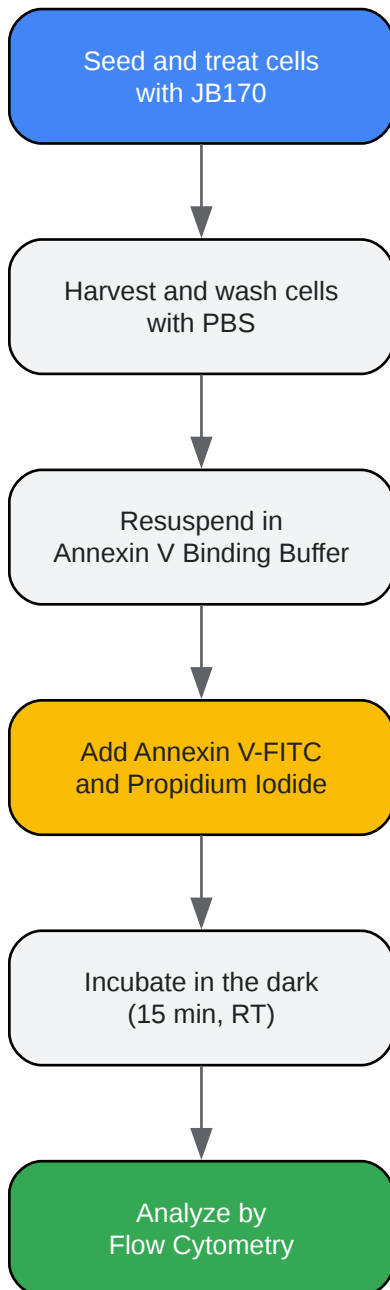 Seed and treat cells
with JB170
Harvest and wash cells
with PBS
Resuspend in
Annexin V Binding Buffer
Add Annexin V-FITC
and Propidium Iodide
Incubate in the dark
(15 min, RT)
Analyze by
Flow Cytometry